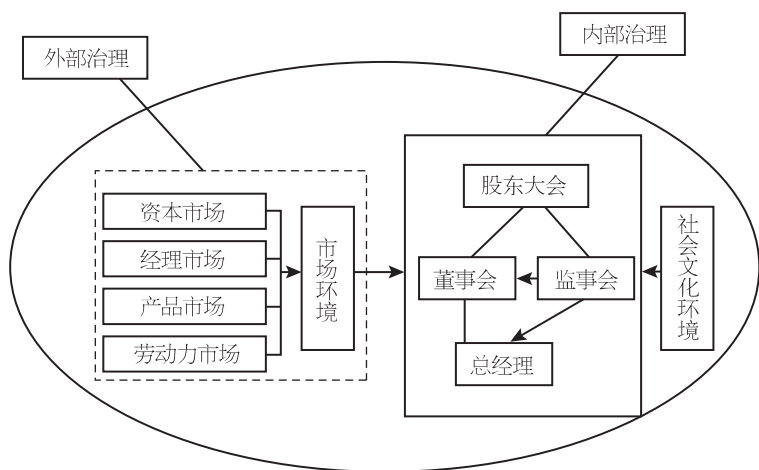 外部治理
内部治理
资本市场
经理市场
产品市场
劳动力市场
市场环境
股东大会
董事会
监事会
总经理
社会文化环境